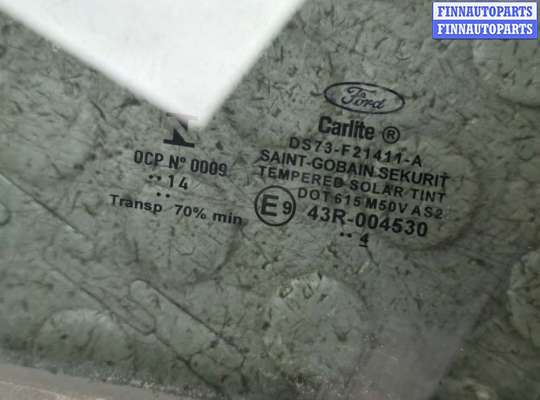 FINNAUTOPARTS
FINNAUTOPARTS
Ford
Carlite ®
DS73-F21411-A
SAINT-GOBAIN SEKURIT
TEMPERED SOLAR TINT
DOT 615 M50V AS2
E9 43R-004530
.. 4
N
OCP Nº 0009
.. 14
Transp 70% min